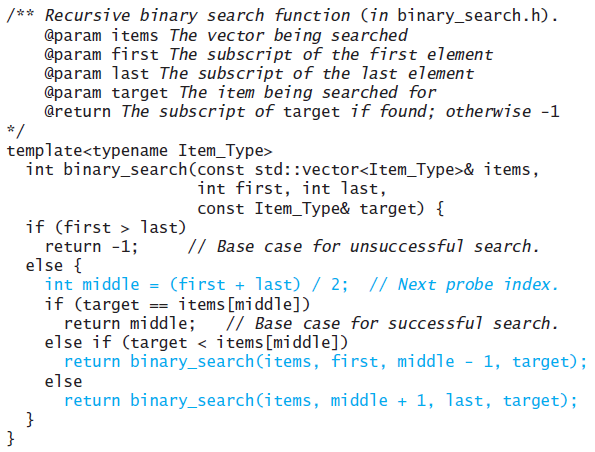 /** Recursive binary search function (in binary_search.h).
    @param items The vector being searched
    @param first The subscript of the first element
    @param last The subscript of the last element
    @param target The item being searched for
    @return The subscript of target if found; otherwise -1
*/
template<typename Item_Type>
  int binary_search(const std::vector<Item_Type>& items,
                    int first, int last,
                    const Item_Type& target) {
  if (first > last)
    return -1;     // Base case for unsuccessful search.
  else {
    int middle = (first + last) / 2;  // Next probe index.
    if (target == items[middle])
      return middle;   // Base case for successful search.
    else if (target < items[middle])
      return binary_search(items, first, middle - 1, target);
    else
      return binary_search(items, middle + 1, last, target);
  }
}